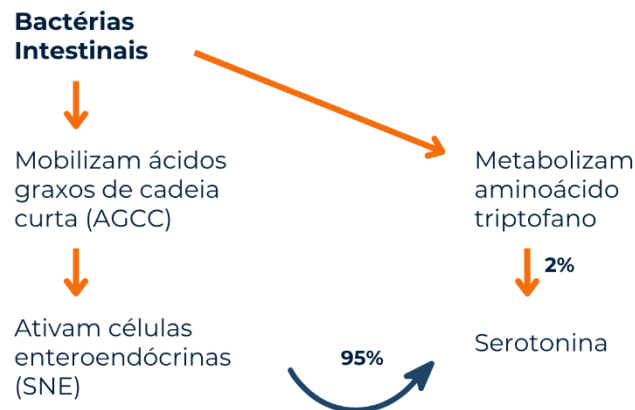 Bactérias
Intestinais
Mobilizam ácidos
graxos de cadeia
curta (AGCC)
Metabolizam
aminoácido
triptofano
2%
Ativam células
enteroendócrinas
(SNE)
95%
Serotonina